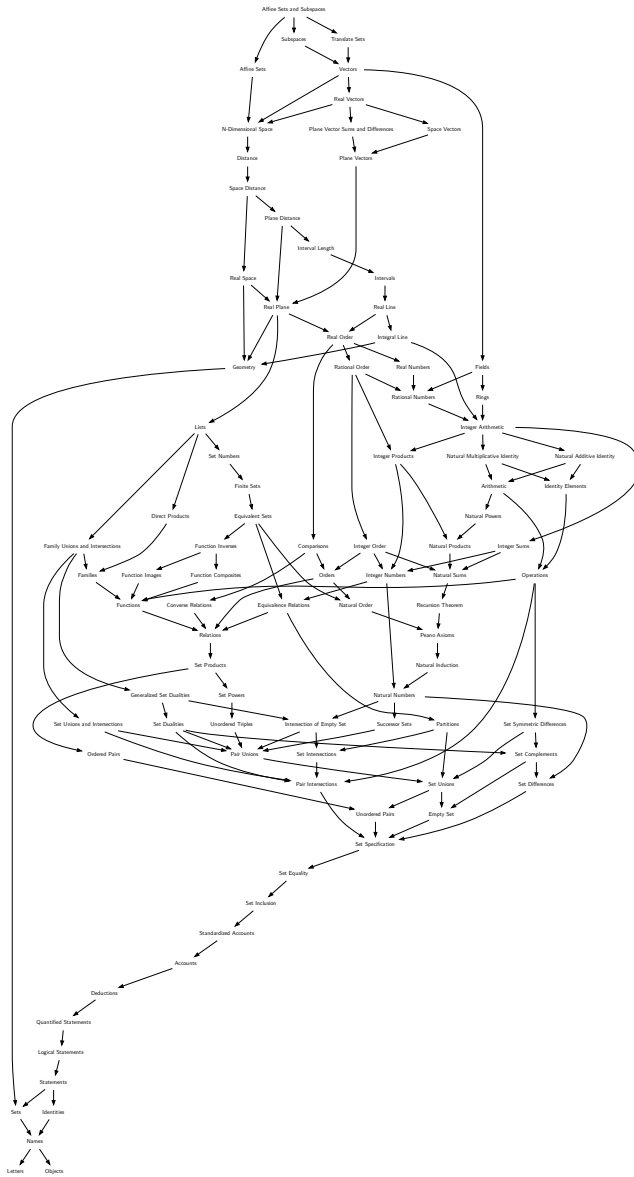 Affine Sets and Subspaces
Subspaces
Translate Sets
Affine Sets
Vectors
Real Vectors
N-Dimensional Space
Plane Vector Sums and Differences
Space Vectors
Distance
Plane Vectors
Space Distance
Plane Distance
Interval Length
Real Space
Intervals
Real Plane
Real Line
Real Order
Integral Line
Geometry
Rational Order
Real Numbers
Fields
Rational Numbers
Rings
Lists
Integer Arithmetic
Set Numbers
Integer Products
Natural Multiplicative Identity
Natural Additive Identity
Finite Sets
Arithmetic
Identity Elements
Direct Products
Equivalent Sets
Natural Powers
Family Unions and Intersections
Function Inverses
Comparisons
Integer Order
Natural Products
Integer Sums
Families
Function Images
Function Composites
Orders
Integer Numbers
Natural Sums
Operations
Functions
Converse Relations
Equivalence Relations
Natural Order
Recursion Theorem
Relations
Peano Axioms
Set Products
Natural Induction
Generalized Set Dualities
Set Powers
Natural Numbers
Set Unions and Intersections
Set Dualities
Unordered Triples
Intersection of Empty Set
Successor Sets
Partitions
Set Symmetric Differences
Ordered Pairs
Pair Unions
Set Intersections
Set Complements
Pair Intersections
Set Unions
Set Differences
Unordered Pairs
Empty Set
Set Specification
Set Equality
Set Inclusion
Standardized Accounts
Accounts
Deductions
Quantified Statements
Logical Statements
Statements
Sets
Identities
Names
Letters
Objects